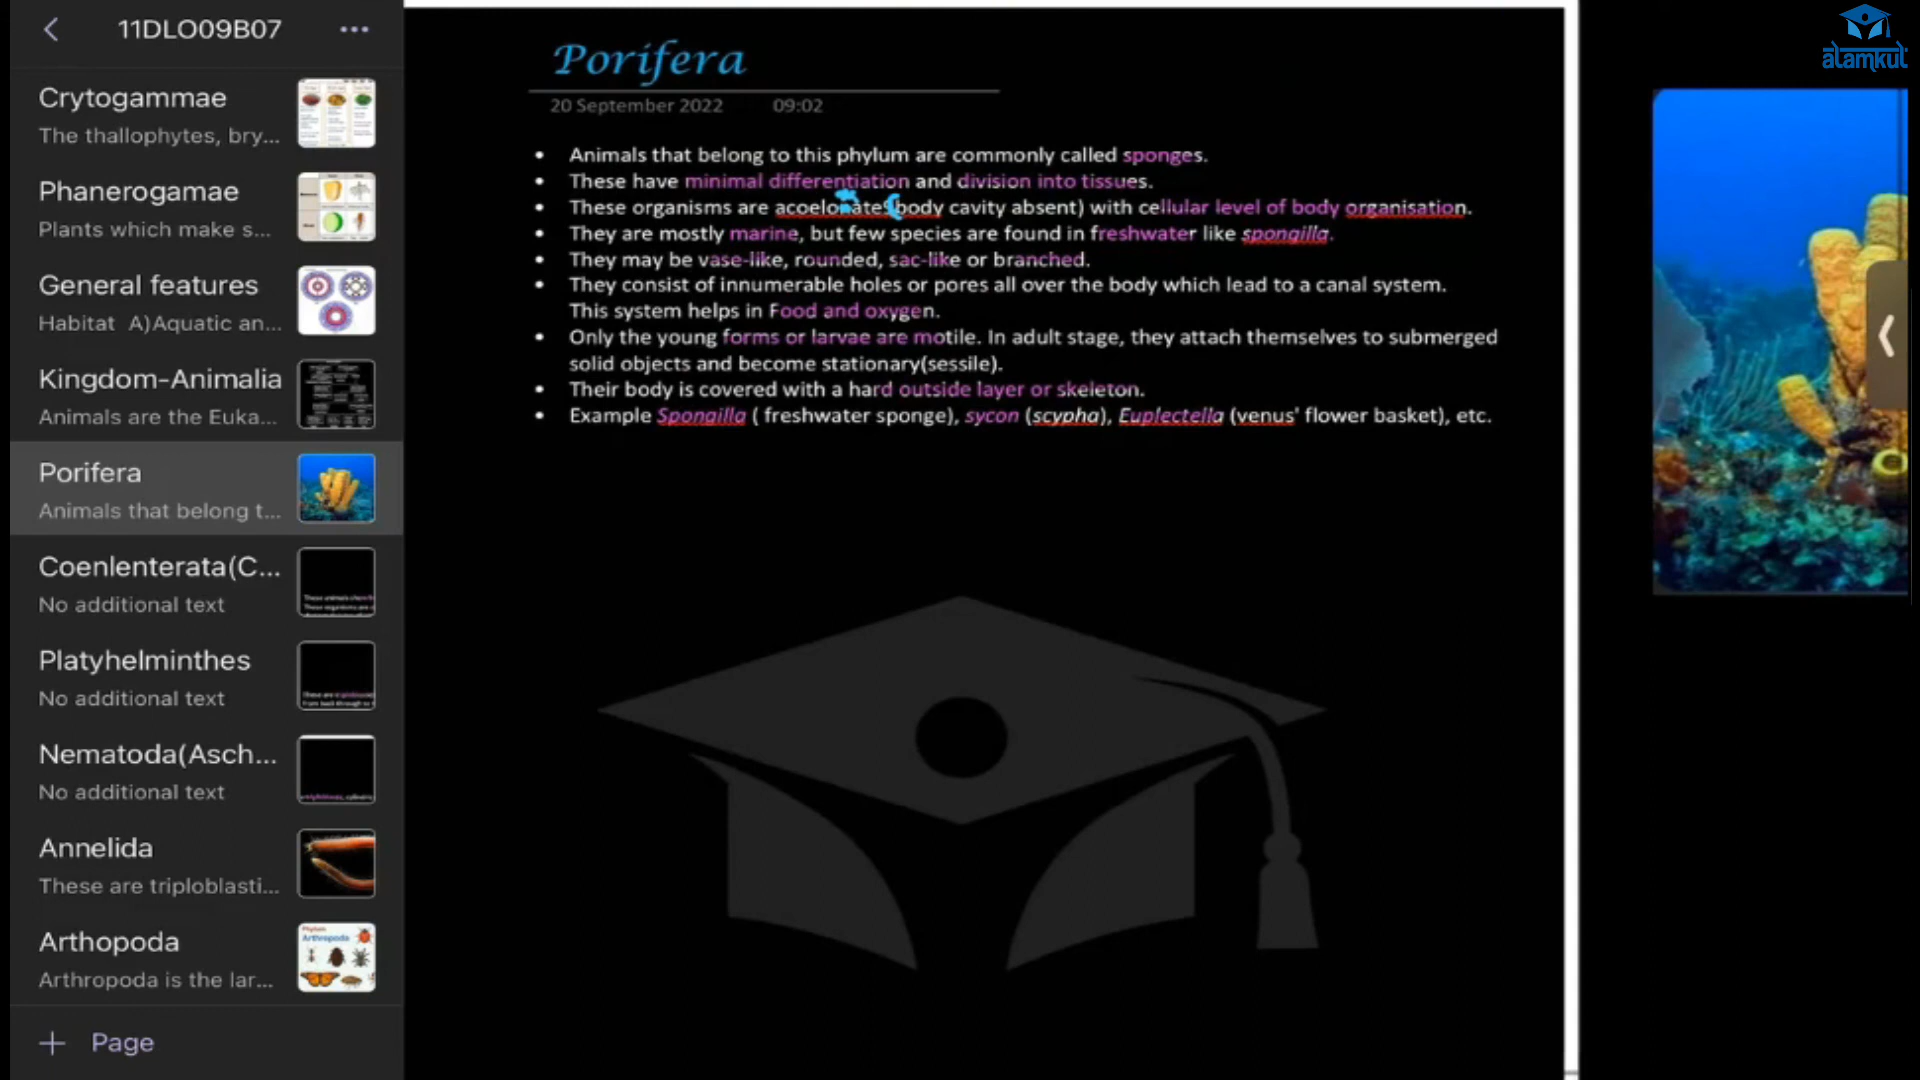 11DLO09B07
Crytogammae
The thallophytes, bry...
Phanerogamae
Plants which make s...
General features
Habitat A)Aquatic an...
Kingdom-Animalia
Animals are the Euka...
Porifera
Animals that belong t...
Coenlenterata(C...
No additional text
Platyhelminthes
No additional text
Nematoda(Asch...
No additional text
Annelida
These are triploblasti...
Arthopoda
Arthropoda is the lar...
Page
Porifera
20 September 2022 09:02
• Animals that belong to this phylum are commonly called sponges.
• These have minimal differentiation and division into tissues.
• These organisms are acoelomates(body cavity absent) with cellular level of body organisation.
• They are mostly marine, but few species are found in freshwater like spongilla.
• They may be vase-like, rounded, sac-like or branched.
• They consist of innumerable holes or pores all over the body which lead to a canal system.
This system helps in Food and oxygen.
• Only the young forms or larvae are motile. In adult stage, they attach themselves to submerged
solid objects and become stationary(sessile).
• Their body is covered with a hard outside layer or skeleton.
• Example Spongilla ( freshwater sponge), sycon (scypha), Euplectella (venus' flower basket), etc.
alamkut